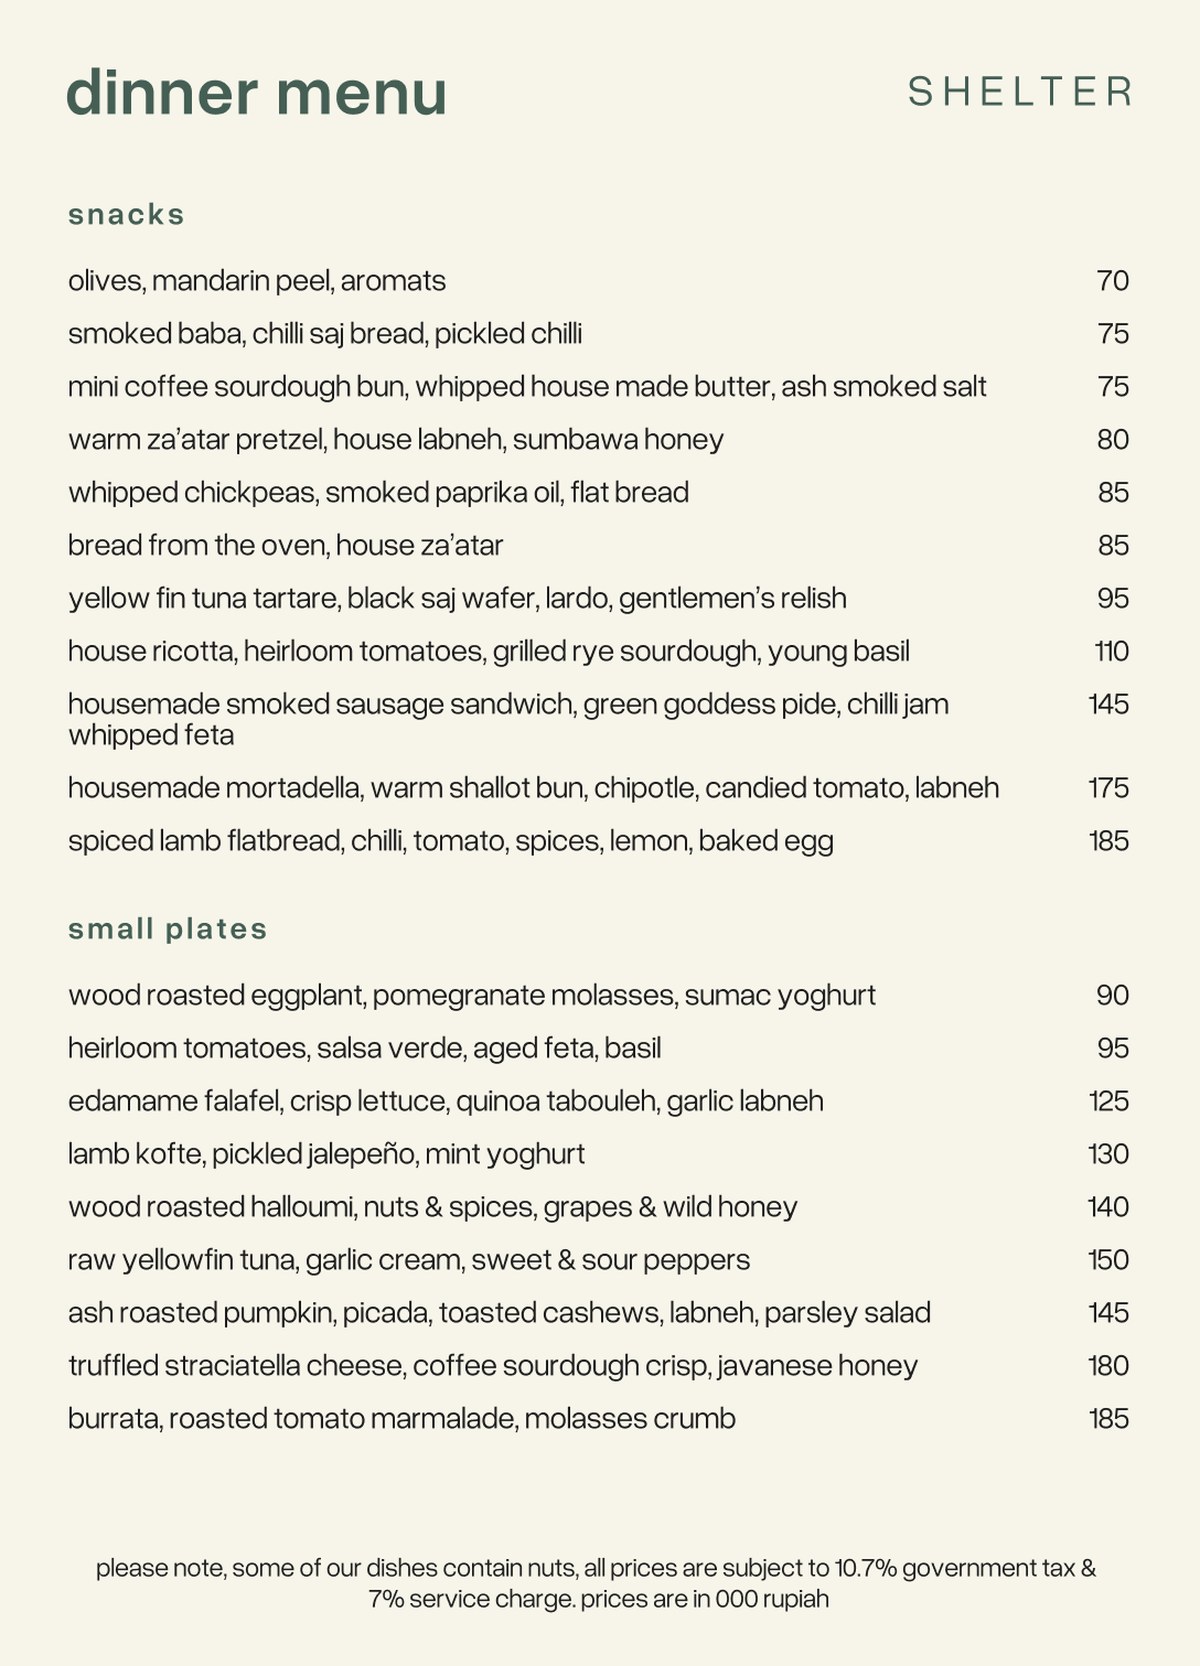 dinner menu
SHELTER
snacks
olives, mandarin peel, aromats 70
smoked baba, chilli saj bread, pickled chilli 75
mini coffee sourdough bun, whipped house made butter, ash smoked salt 75
warm za’atar pretzel, house labneh, sumbawa honey 80
whipped chickpeas, smoked paprika oil, flat bread 85
bread from the oven, house za’atar 85
yellow fin tuna tartare, black saj wafer, lardo, gentlemen’s relish 95
house ricotta, heirloom tomatoes, grilled rye sourdough, young basil 110
housemade smoked sausage sandwich, green goddess pide, chilli jam 145
whipped feta
housemade mortadella, warm shallot bun, chipotle, candied tomato, labneh 175
spiced lamb flatbread, chilli, tomato, spices, lemon, baked egg 185
small plates
wood roasted eggplant, pomegranate molasses, sumac yoghurt 90
heirloom tomatoes, salsa verde, aged feta, basil 95
edamame falafel, crisp lettuce, quinoa tabouleh, garlic labneh 125
lamb kofte, pickled jalepeño, mint yoghurt 130
wood roasted halloumi, nuts & spices, grapes & wild honey 140
raw yellowfin tuna, garlic cream, sweet & sour peppers 150
ash roasted pumpkin, picada, toasted cashews, labneh, parsley salad 145
truffled straciatella cheese, coffee sourdough crisp, javanese honey 180
burrata, roasted tomato marmalade, molasses crumb 185
please note, some of our dishes contain nuts, all prices are subject to 10.7% government tax &
7% service charge. prices are in 000 rupiah